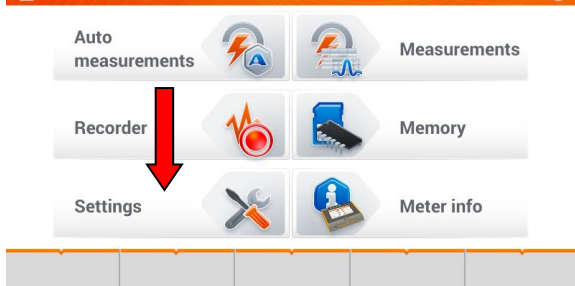 Auto
measurements
Measurements
Recorder
Memory
Settings
Meter info